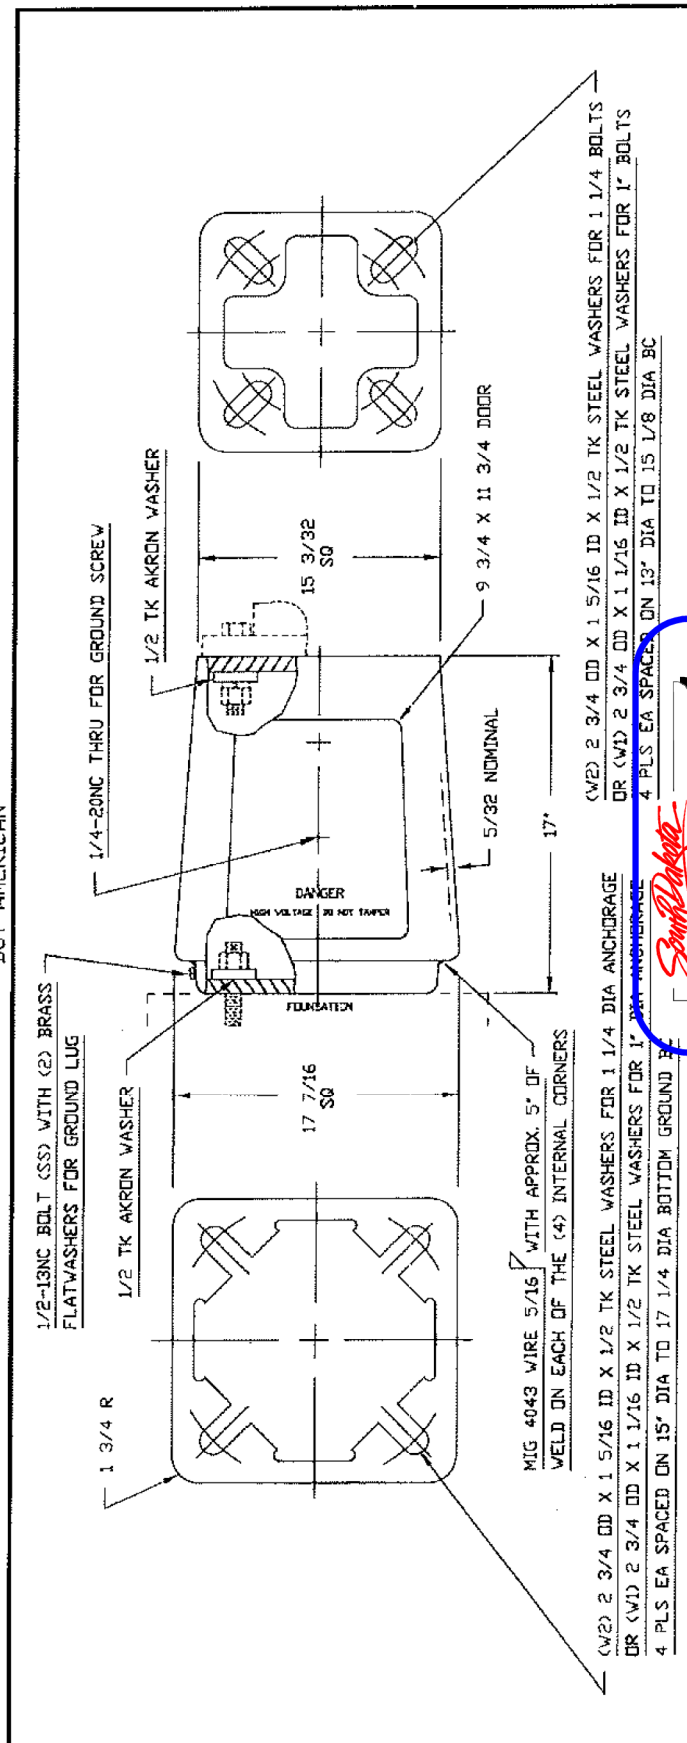 1/2-13NC BOLT (SS) WITH (2) BRASS
FLATWASHERS FOR GROUND LUG
1/4-20NC THRU FOR GROUND SCREW
1 3/4 R
1/2 TK AKRON WASHER
1/2 TK AKRON WASHER
17 7/16
SQ
FOUNDATION
DANGER
HIGH VOLTAGE DO NOT TAMPER
15 3/32
SQ
9 3/4 X 11 3/4 DOOR
5/32 NOMINAL
17"
MIG 4043 WIRE 5/16 WITH APPROX. 5" OF
WELD ON EACH OF THE (4) INTERNAL CORNERS
(W2) 2 3/4 OD X 1 5/16 ID X 1/2 TK STEEL WASHERS FOR 1 1/4 DIA ANCHORAGE
OR (W1) 2 3/4 OD X 1 1/16 ID X 1/2 TK STEEL WASHERS FOR 1" DIA ANCHORAGE
4 PLS EA SPACED ON 15" DIA TO 17 1/4 DIA BOTTOM GROUND BC
(W2) 2 3/4 OD X 1 5/16 ID X 1/2 TK STEEL WASHERS FOR 1 1/4 BOLTS
OR (W1) 2 3/4 OD X 1 1/16 ID X 1/2 TK STEEL WASHERS FOR 1" BOLTS
4 PLS EA SPACED ON 13" DIA TO 15 1/8 DIA BC
South Dakota